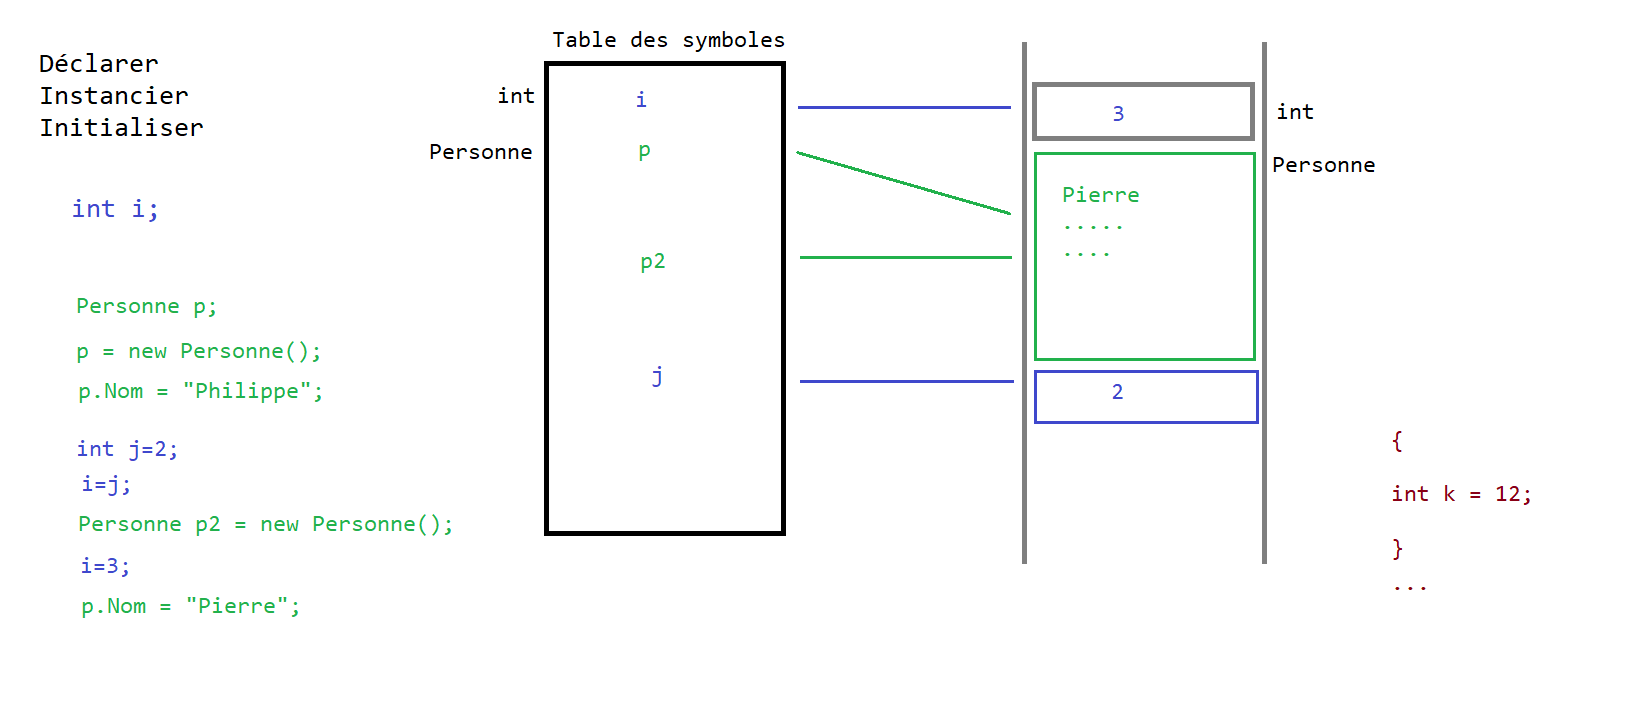 Déclarer
Instancier
Initialiser
int i;
Personne p;
p = new Personne();
p.Nom = "Philippe";
int j=2;
i=j;
Personne p2 = new Personne();
i=3;
p.Nom = "Pierre";
Table des symboles
int
i
Personne
p
p2
j
3
int
Personne
Pierre
.....
....
2
{
int k = 12;
}
...